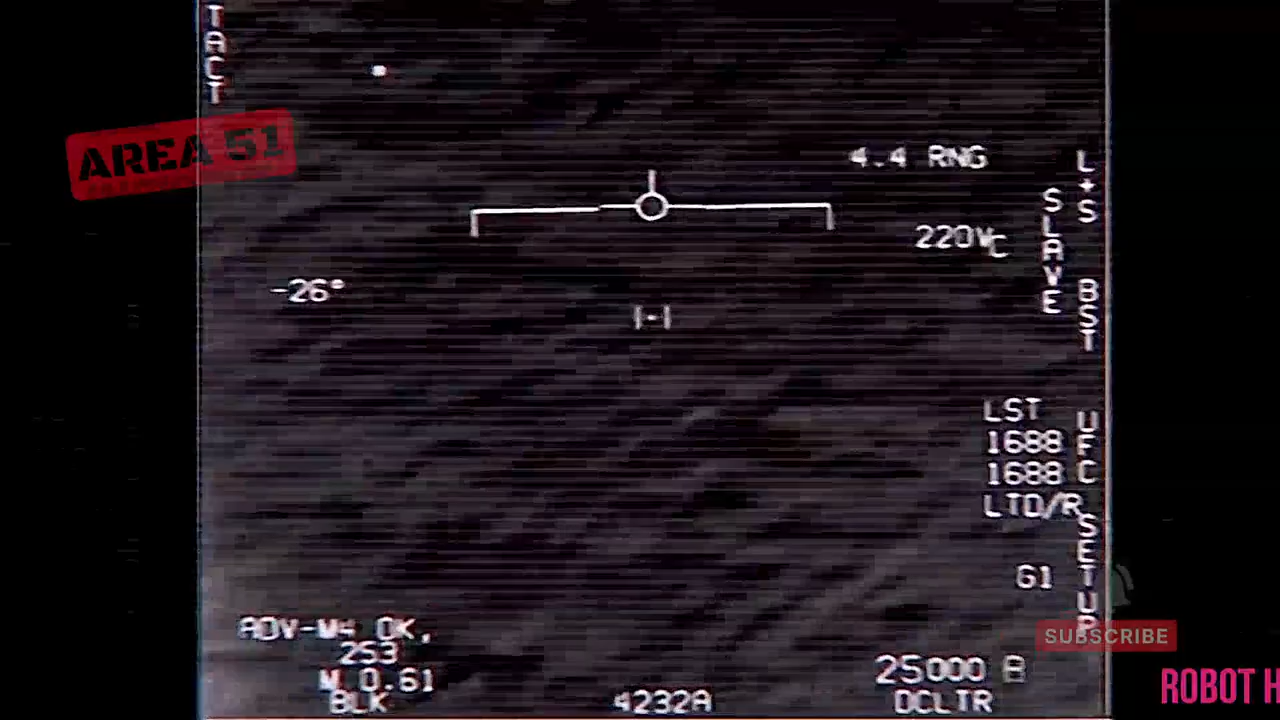 TACT
AREA 51
4.4 RNG
L+S
SLAVE
220Vc
-26°
BST
LST
1688
1688
UFC
LTD/R
SETUP
G1
ADV-M4 OK,
253
M 0.61
BLK
4232A
25000 B
DCLTR
SUBSCRIBE
ROBOT H